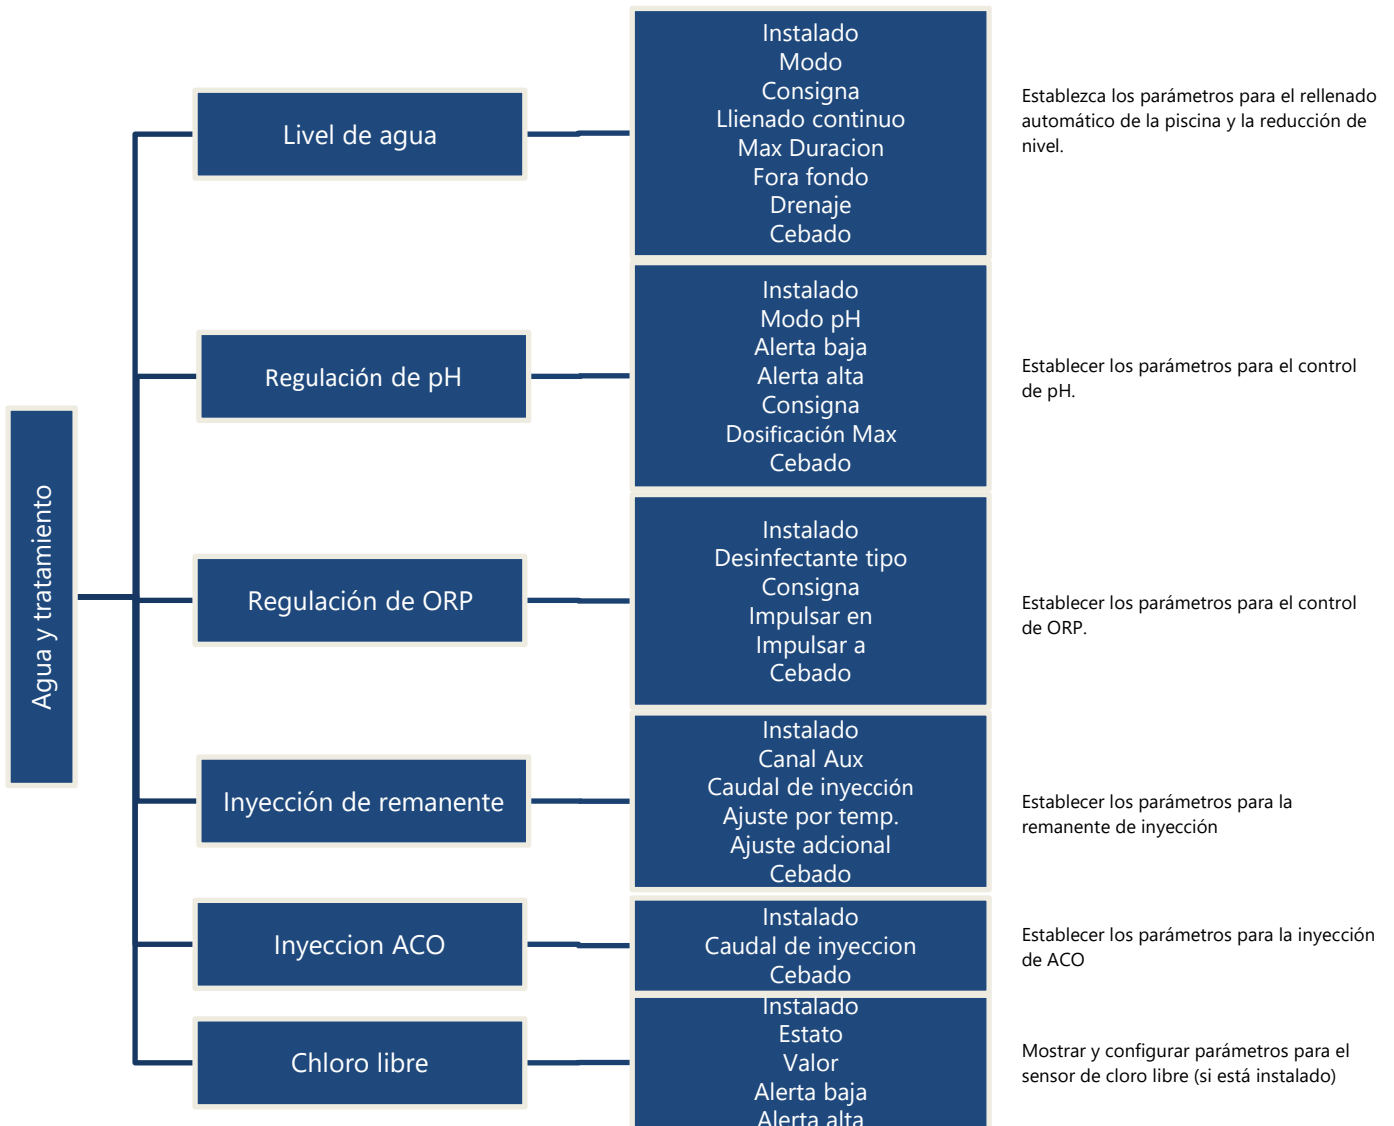 Agua y tratamiento
Livel de agua
Instalado
Modo
Consigna
Llienado continuo
Max Duracion
Fora fondo
Drenaje
Cebado
Establezca los parámetros para el rellenado
automático de la piscina y la reducción de
nivel.
Regulación de pH
Instalado
Modo pH
Alerta baja
Alerta alta
Consigna
Dosificación Max
Cebado
Establecer los parámetros para el control
de pH.
Regulación de ORP
Instalado
Desinfectante tipo
Consigna
Impulsar en
Impulsar a
Cebado
Establecer los parámetros para el control
de ORP.
Inyección de remanente
Instalado
Canal Aux
Caudal de inyección
Ajuste por temp.
Ajuste adcional
Cebado
Establecer los parámetros para la
remanente de inyección
Inyeccion ACO
Instalado
Caudal de inyeccion
Cebado
Establecer los parámetros para la inyección
de ACO
Chloro libre
Instalado
Estato
Valor
Alerta baja
Alerta alta
Mostrar y configurar parámetros para el
sensor de cloro libre (si está instalado)